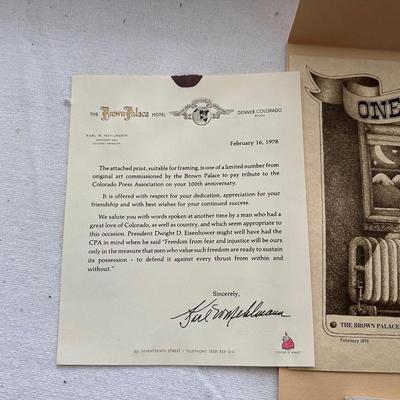 THE Brown Palace HOTEL
DENVER, COLORADO
KARL W. MEHLMANN
February 16, 1978
The attached print, suitable for framing, is one of a limited number from
original art commissioned by the Brown Palace to pay tribute to the
Colorado Press Association on your 100th anniversary.
It is offered with respect for your dedication, appreciation for your
friendship and with best wishes for your continued success.
We salute you with words spoken at another time by a man who had a
great love of Colorado, as well as country, and which seem appropriate to
this occasion. President Dwight D. Eisenhower might well have had the
CPA in mind when he said "Freedom from fear and injustice will be ours
only in the measure that men who value such freedom are ready to sustain
its possession - to defend it against every thrust from within and
without."
Sincerely,
Karl W Mehlmann
321 SEVENTEENTH STREET • TELEPHONE (303) 825-3111
ONE
THE BROWN PALACE
February 1978